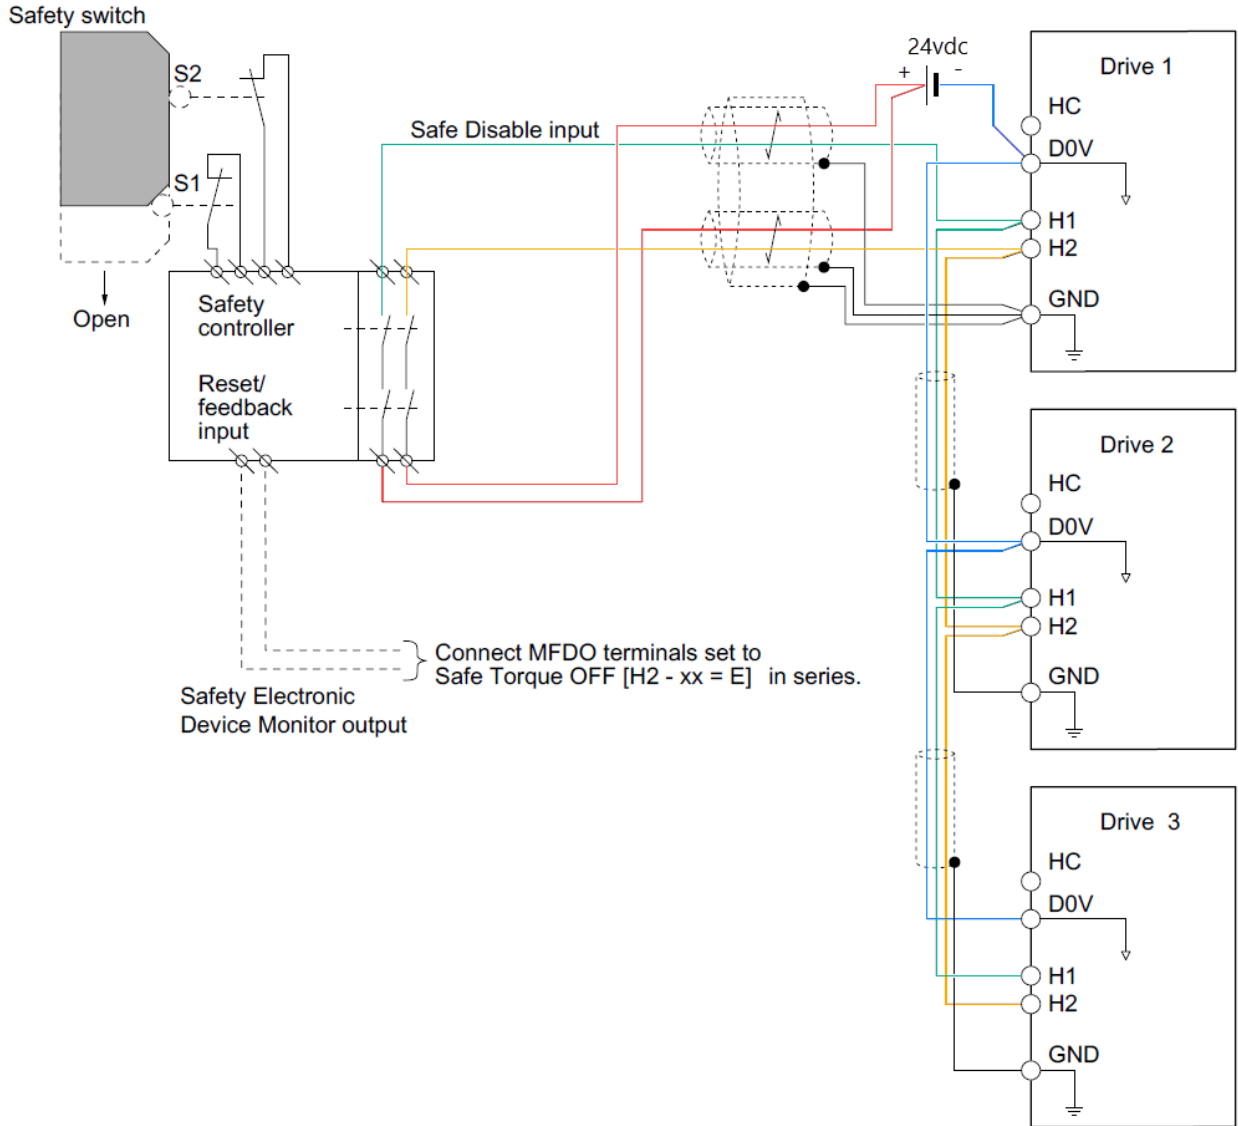 Safety switch
S2
S1
Open
Safety
controller
Reset/
feedback
input
Safe Disable input
24vdc
+ -
Connect MFDO terminals set to
Safe Torque OFF [H2 - xx = E] in series.
Safety Electronic
Device Monitor output
Drive 1
HC
D0V
H1
H2
GND
Drive 2
HC
D0V
H1
H2
GND
Drive 3
HC
D0V
H1
H2
GND